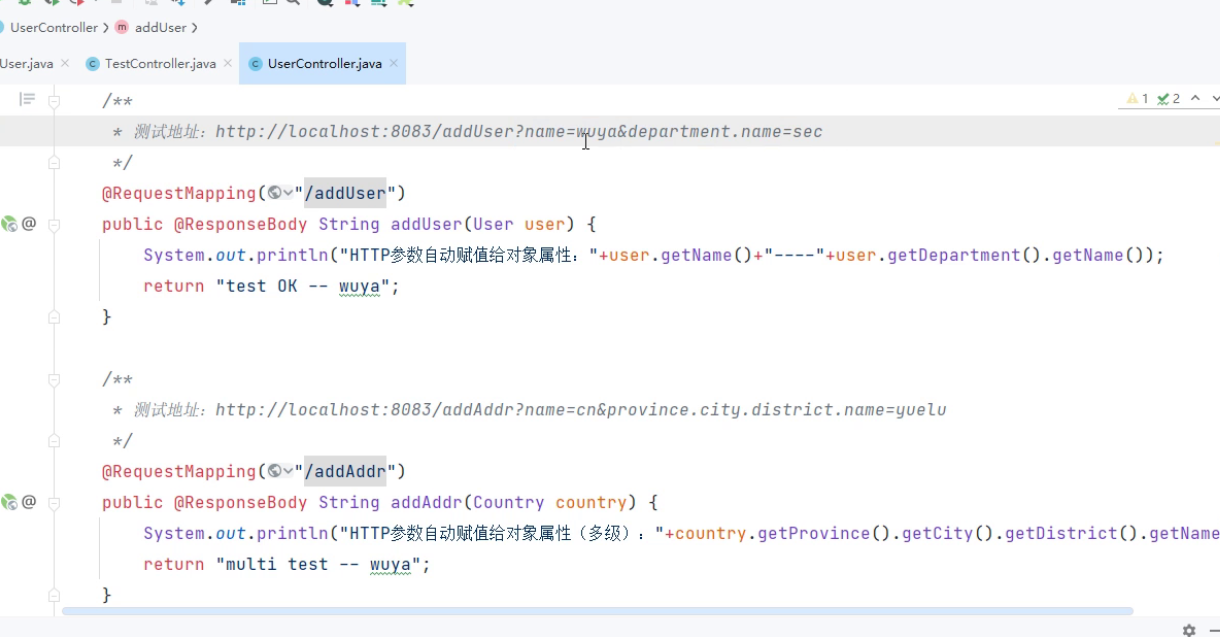 UserController > m addUser >
User.java × C TestController.java × C UserController.java ×
/** 1 2
* 测试地址：http://localhost:8083/addUser?name=wuya&department.name=sec
*/
@RequestMapping("/addUser")
@ public @ResponseBody String addUser(User user) {
System.out.println("HTTP参数自动赋值给对象属性："+user.getName()+"----"+user.getDepartment().getName());
return "test OK -- wuya";
}
/**
* 测试地址：http://localhost:8083/addAddr?name=cn&province.city.district.name=yuelu
*/
@RequestMapping("/addAddr")
@ public @ResponseBody String addAddr(Country country) {
System.out.println("HTTP参数自动赋值给对象属性（多级）："+country.getProvince().getCity().getDistrict().getName
return "multi test -- wuya";
}